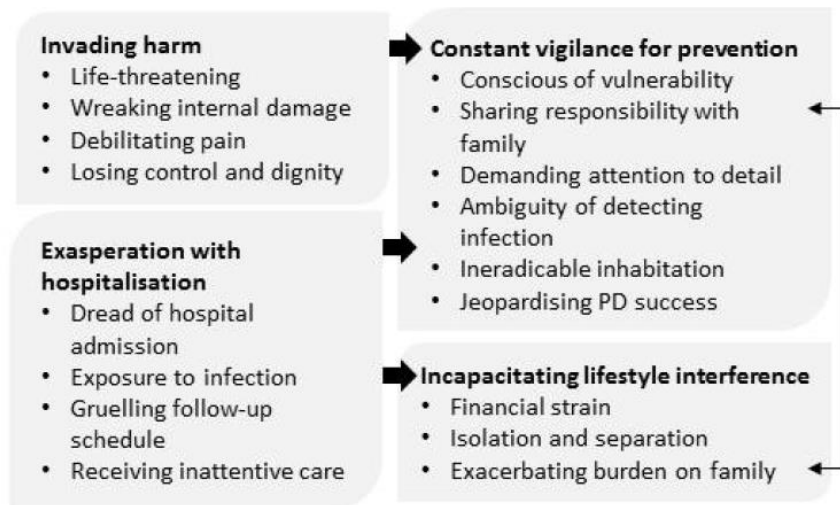 Invading harm
• Life-threatening
• Wreaking internal damage
• Debilitating pain
• Losing control and dignity
Exasperation with
hospitalisation
• Dread of hospital
admission
• Exposure to infection
• Gruelling follow-up
schedule
• Receiving inattentive care
Constant vigilance for prevention
• Conscious of vulnerability
• Sharing responsibility with
family
• Demanding attention to detail
• Ambiguity of detecting
infection
• Ineradicable inhabitation
• Jeopardising PD success
Incapacitating lifestyle interference
• Financial strain
• Isolation and separation
• Exacerbating burden on family